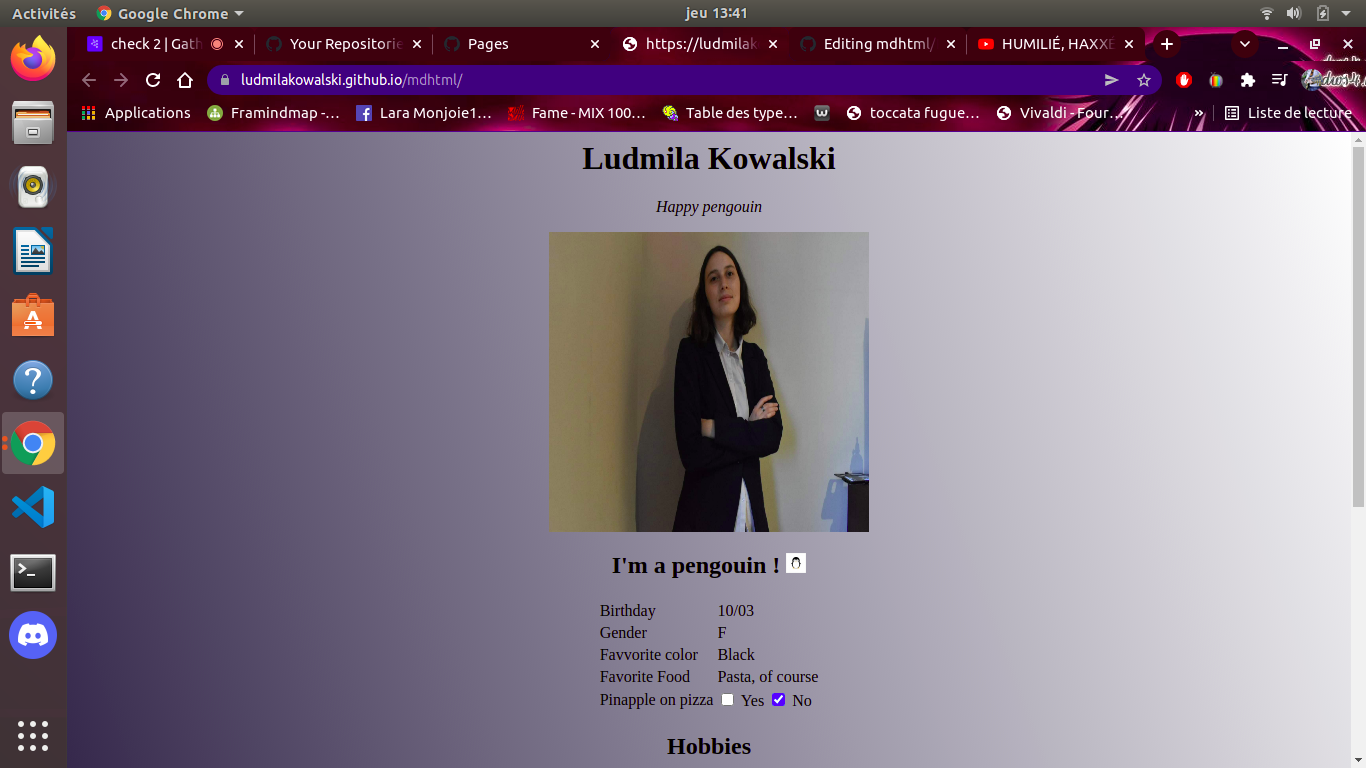 Activités Google Chrome jeu 13:41
check 2 | Gath Your Repositorie Pages https://ludmilak Editing mdhtml/ HUMILIÉ, HAXXÉ
ludmilakowalski.github.io/mdhtml/
Applications Framindmap -… Lara Monjoie1… Fame - MIX 100… Table des type… toccata fugue… Vivaldi - Four… » Liste de lecture
Ludmila Kowalski
Happy pengouin
I'm a pengouin !
Birthday 10/03
Gender F
Favvorite color Black
Favorite Food Pasta, of course
Pinapple on pizza Yes No
Hobbies